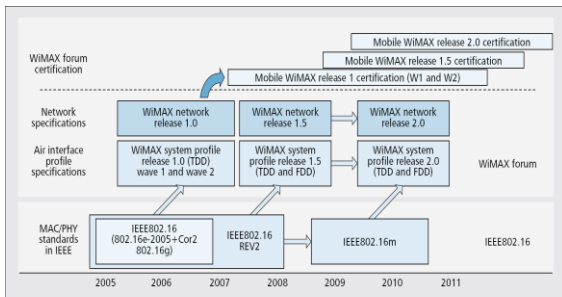 Mobile WiMAX release 2.0 certification
WiMAX forum
certification
Mobile WiMAX release 1.5 certification
Mobile WiMAX release 1 certification (W1 and W2)
Network
specifications
WiMAX network
release 1.0
WiMAX network
release 1.5
WiMAX network
release 2.0
Air interface
profile
specifications
WiMAX system profile
release 1.0 (TDD)
wave 1 and wave 2
WiMAX system
profile release 1.5
(TDD and FDD)
WiMAX system
profile release 2.0
(TDD and FDD)
WiMAX forum
MAC/PHY
standards
in IEEE
IEEE802.16
(802.16e-2005+Cor2
802.16g)
IEEE802.16
REV2
IEEE802.16m
IEEE802.16
2005 2006 2007 2008 2009 2010 2011